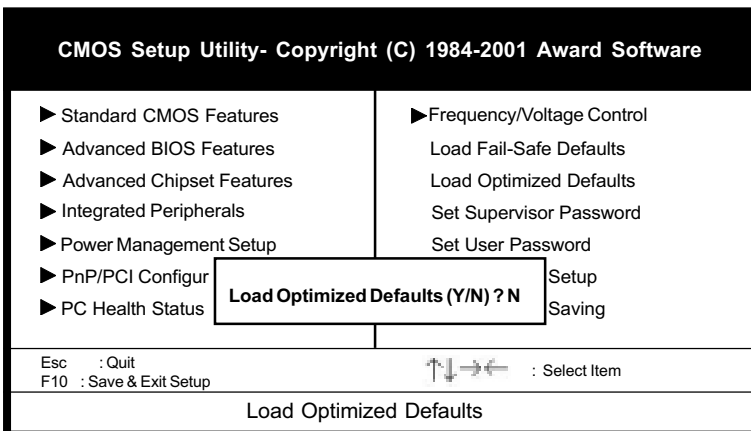 CMOS Setup Utility- Copyright (C) 1984-2001 Award Software
Standard CMOS Features
Advanced BIOS Features
Advanced Chipset Features
Integrated Peripherals
Power Management Setup
PnP/PCI Configur
PC Health Status
Frequency/Voltage Control
Load Fail-Safe Defaults
Load Optimized Defaults
Set Supervisor Password
Set User Password
Setup
Saving
Load Optimized Defaults (Y/N) ? N
Esc : Quit
F10 : Save & Exit Setup
↑↓→← : Select Item
Load Optimized Defaults